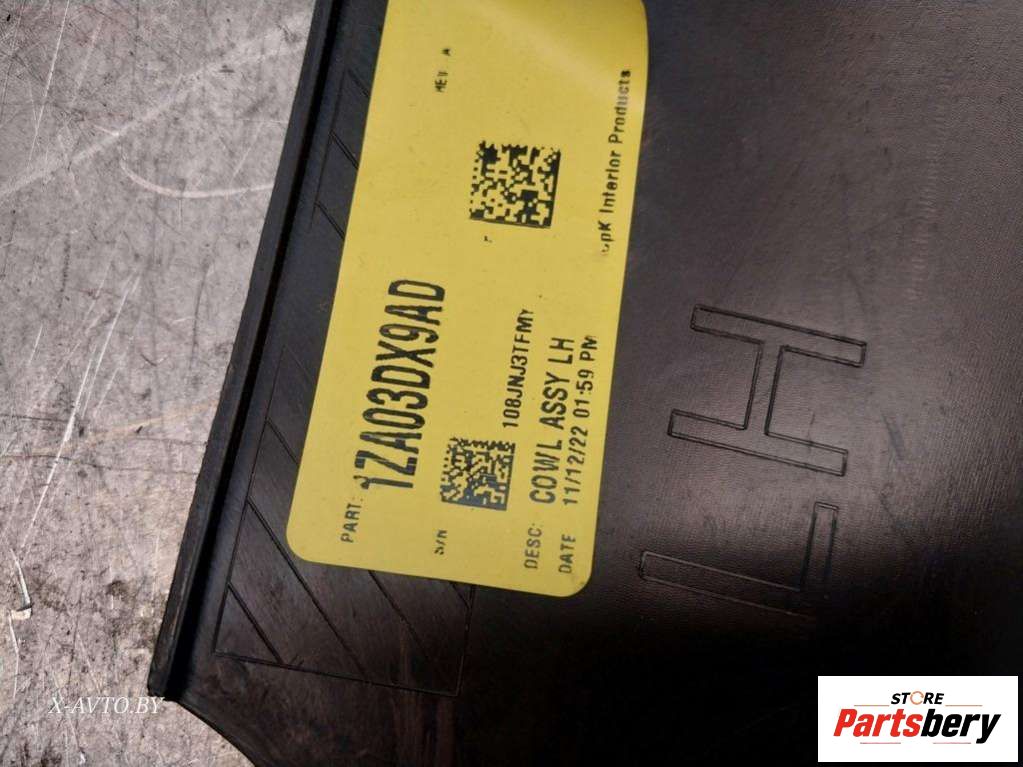 PART: 1ZA03DX9AD
REV A
S/N
108JNJ3TFMY
P
DESC: COWL ASSY LH
DATE 11/12/22 01:59 PM
Interior Products
LH
X-AVTO.BY
STORE
Partsbery